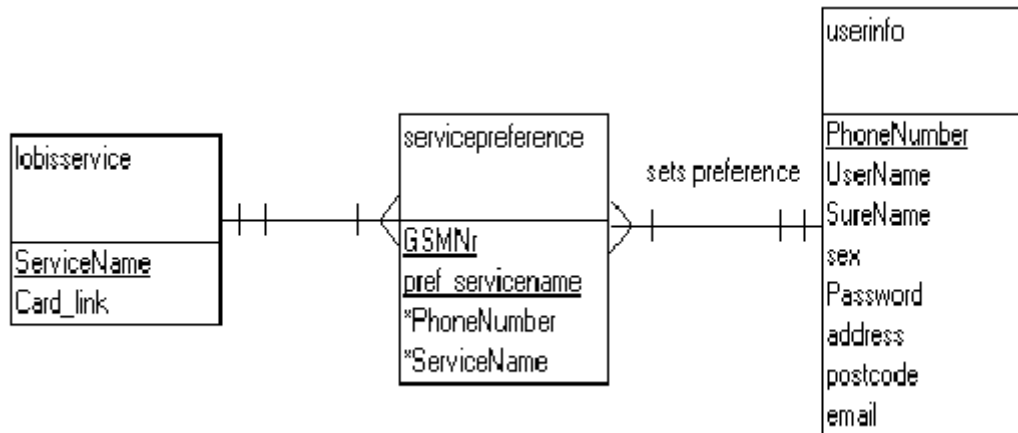 lobisservice
ServiceName
Card_link
servicepreference
GSMNr
pref_servicename
*PhoneNumber
*ServiceName
sets preference
userinfo
PhoneNumber
UserName
SureName
sex
Password
address
postcode
email